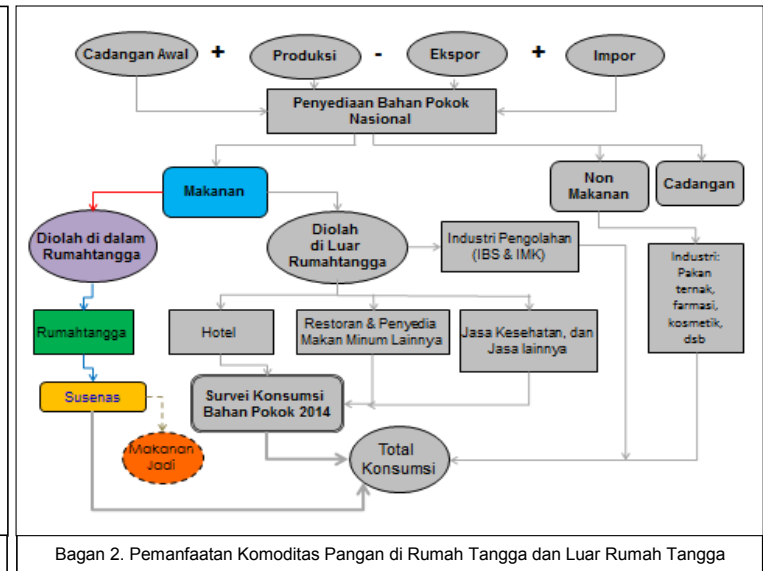 Cadangan Awal + Produksi - Ekspor + Impor
Penyediaan Bahan Pokok
Nasional
Makanan
Non
Makanan
Cadangan
Diolah di dalam
Rumahtangga
Diolah
di Luar
Rumahtangga
Industri Pengolahan
(IBS & IMK)
Industri:
Pakan
ternak,
farmasi,
kosmetik,
dsb
Rumahtangga
Hotel
Restoran & Penyedia
Makan Minum Lainnya
Jasa Kesehatan, dan
Jasa lainnya
Susenas
Survei Konsumsi
Bahan Pokok 2014
Makanan
Jadi
Total
Konsumsi
Bagan 2. Pemanfaatan Komoditas Pangan di Rumah Tangga dan Luar Rumah Tangga